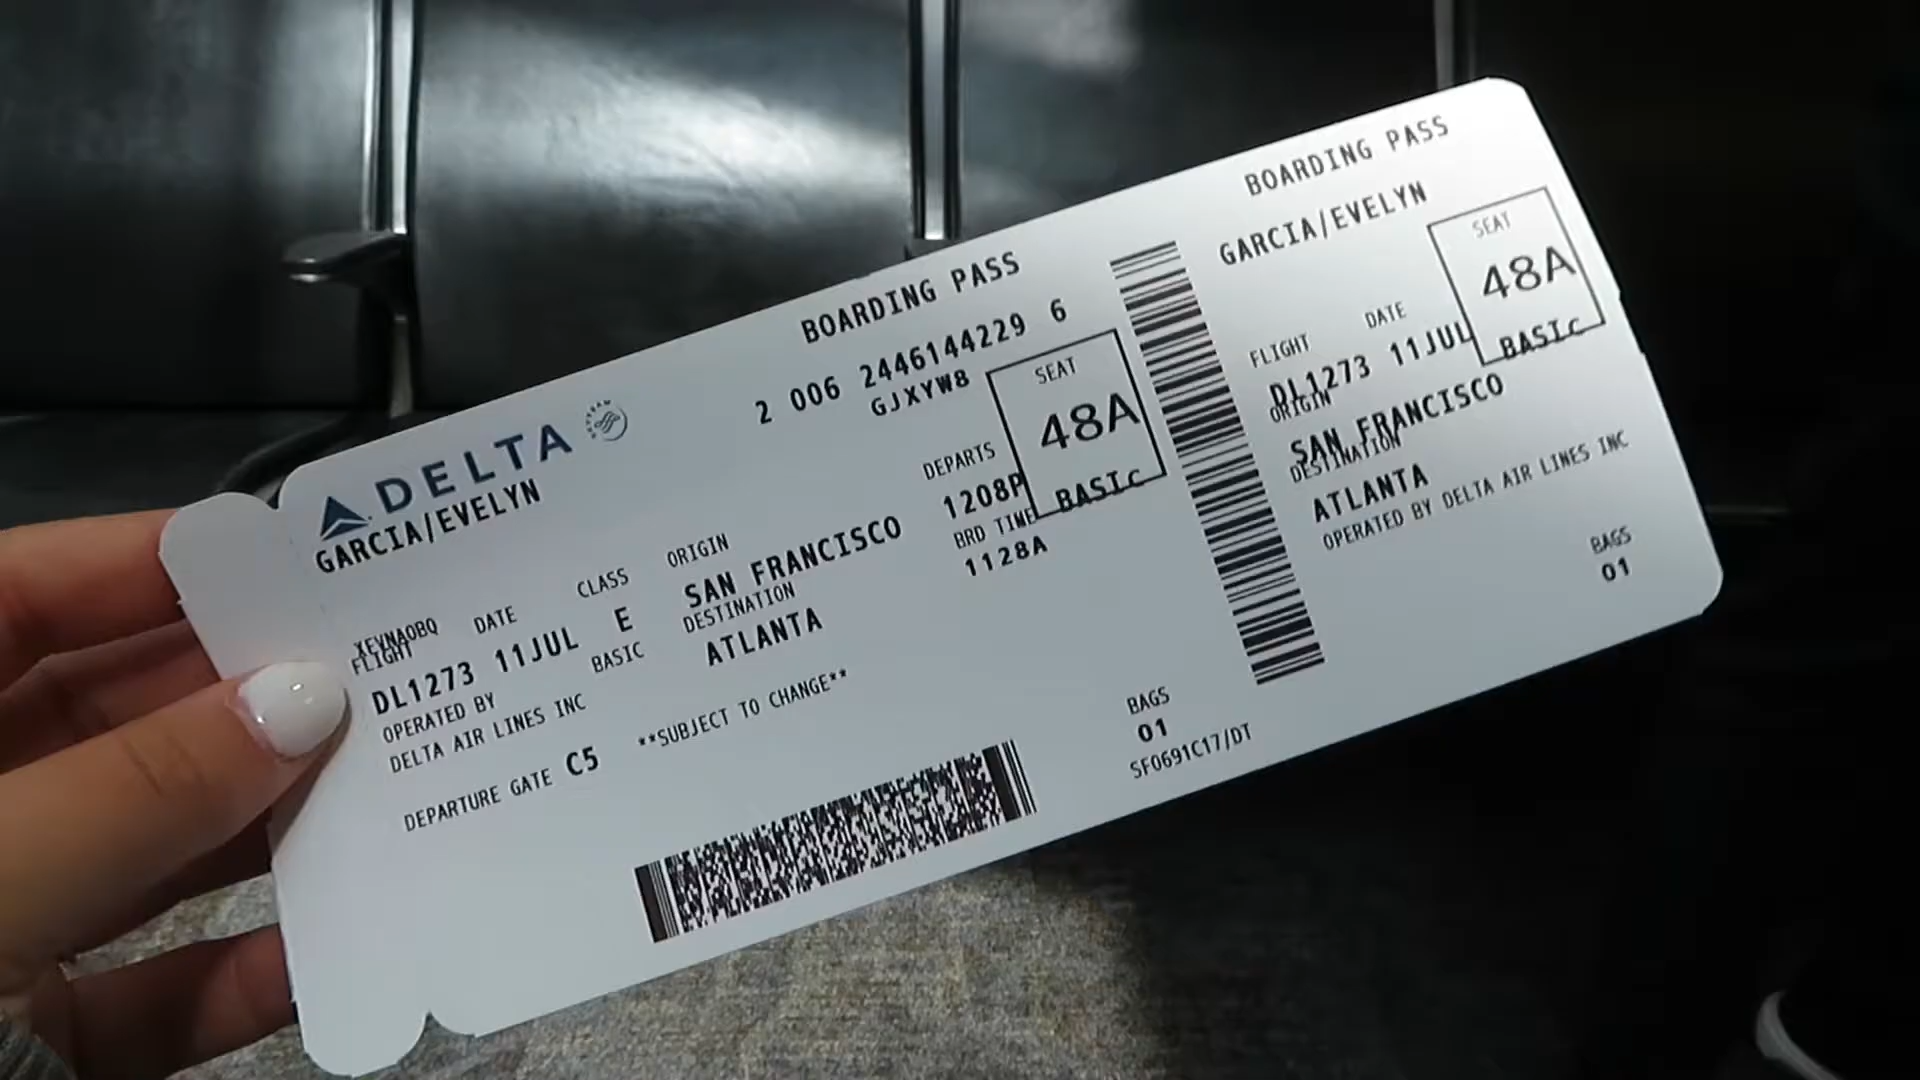 BOARDING PASS
2 006 2446144229 6
GJXYW8
DELTA
SKYTEAM
GARCIA/EVELYN
SEAT
48A
BASIC
DEPARTS
1208P
BRD TIME
1128A
ORIGIN
SAN FRANCISCO
DESTINATION
ATLANTA
XEVNAOBQ
FLIGHT DATE CLASS
DL1273 11JUL E
OPERATED BY BASIC
DELTA AIR LINES INC
DEPARTURE GATE C5 **SUBJECT TO CHANGE**
BAGS
01
SF0691C17/DT
BOARDING PASS
GARCIA/EVELYN
SEAT
48A
BASIC
FLIGHT DATE
DL1273 11JUL
ORIGIN
SAN FRANCISCO
DESTINATION
ATLANTA
OPERATED BY DELTA AIR LINES INC
BAGS
01